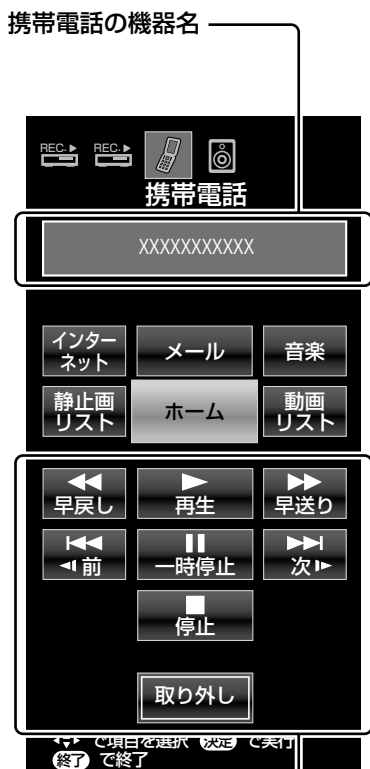 携帯電話の機器名
REC. REC.
携帯電話
XXXXXXXXXXX
インター
ネット
メール
音楽
静止画
リスト
ホーム
動画
リスト
早戻し
再生
早送り
前
一時停止
次
停止
取り外し
で項目を選択 決定 で実行
終了 で終了